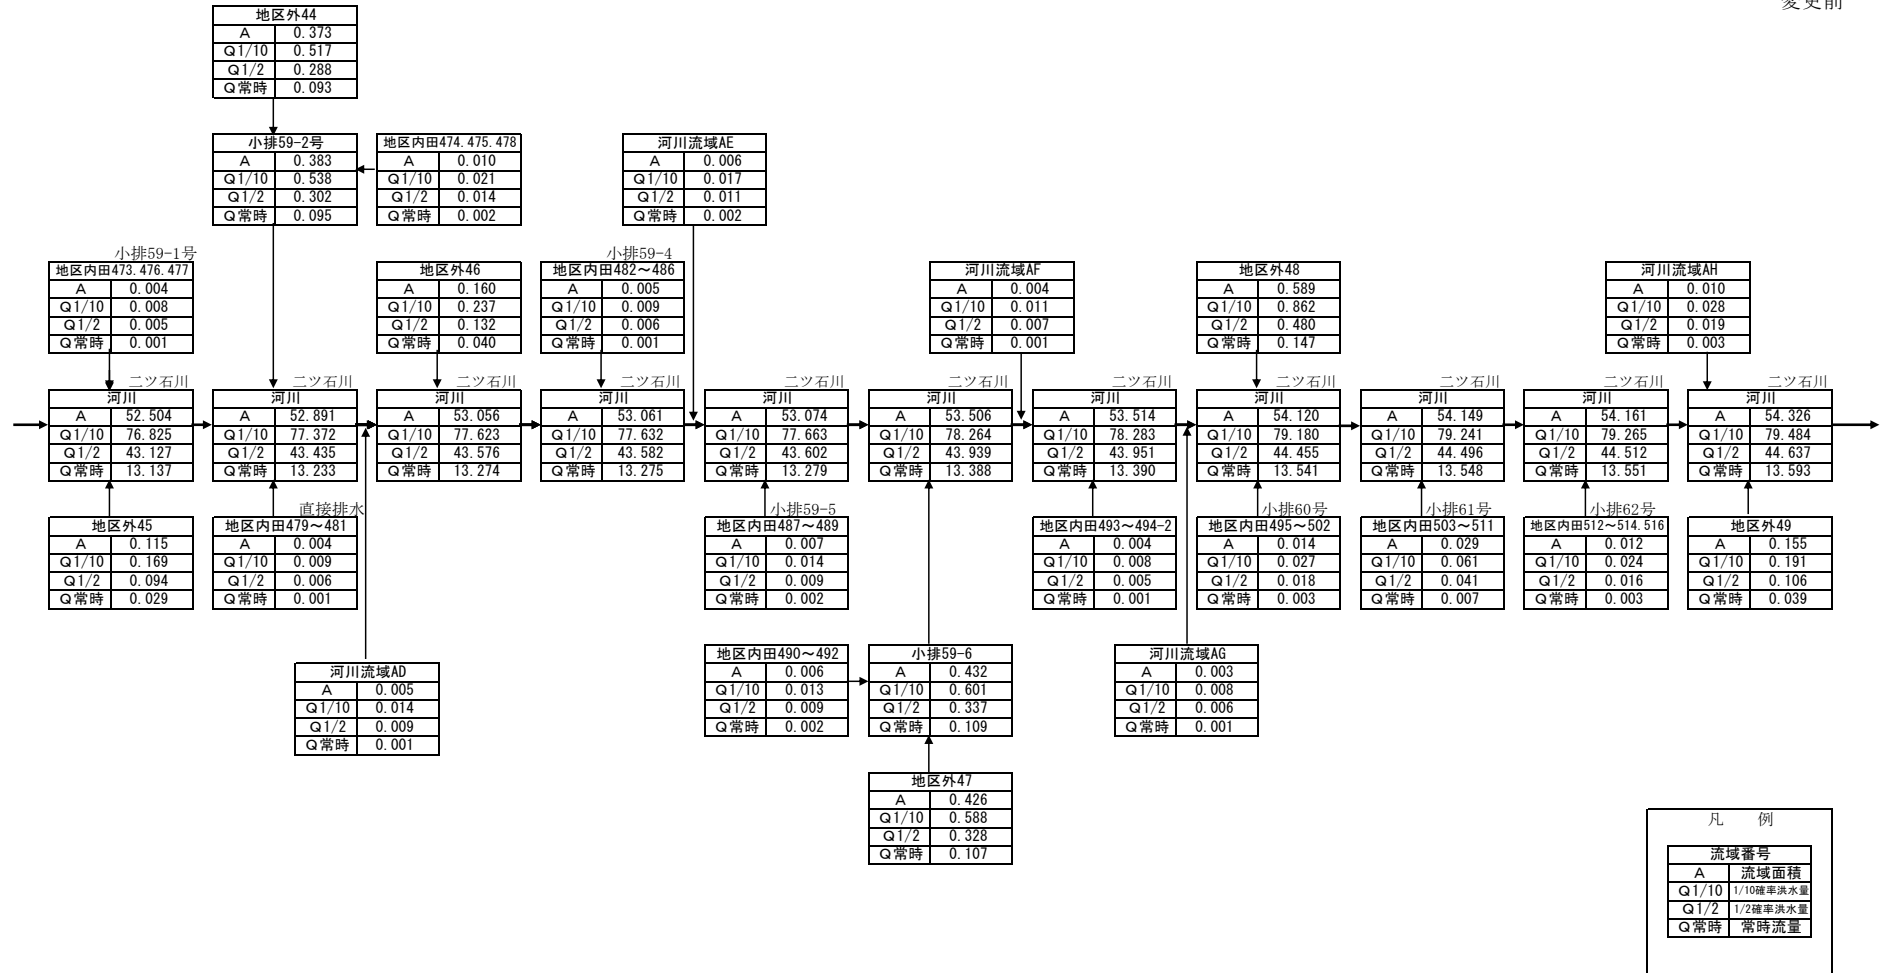 変更前
地区外44
A 0.373
Q1/10 0.517
Q1/2 0.288
Q常時 0.093
小排59-2号
A 0.383
Q1/10 0.538
Q1/2 0.302
Q常時 0.095
地区内田474.475.478
A 0.010
Q1/10 0.021
Q1/2 0.014
Q常時 0.002
河川流域AE
A 0.006
Q1/10 0.017
Q1/2 0.011
Q常時 0.002
小排59-1号
地区内田473.476.477
A 0.004
Q1/10 0.008
Q1/2 0.005
Q常時 0.001
地区外46
A 0.160
Q1/10 0.237
Q1/2 0.132
Q常時 0.040
小排59-4
地区内田482～486
A 0.005
Q1/10 0.009
Q1/2 0.006
Q常時 0.001
河川流域AF
A 0.004
Q1/10 0.011
Q1/2 0.007
Q常時 0.001
地区外48
A 0.589
Q1/10 0.862
Q1/2 0.480
Q常時 0.147
河川流域AH
A 0.010
Q1/10 0.028
Q1/2 0.019
Q常時 0.003
二ツ石川
河川
A 52.504
Q1/10 76.825
Q1/2 43.127
Q常時 13.137
二ツ石川
河川
A 52.891
Q1/10 77.372
Q1/2 43.435
Q常時 13.233
二ツ石川
河川
A 53.056
Q1/10 77.623
Q1/2 43.576
Q常時 13.274
二ツ石川
河川
A 53.061
Q1/10 77.632
Q1/2 43.582
Q常時 13.275
二ツ石川
河川
A 53.074
Q1/10 77.663
Q1/2 43.602
Q常時 13.279
二ツ石川
河川
A 53.506
Q1/10 78.264
Q1/2 43.939
Q常時 13.388
二ツ石川
河川
A 53.514
Q1/10 78.283
Q1/2 43.951
Q常時 13.390
二ツ石川
河川
A 54.120
Q1/10 79.180
Q1/2 44.455
Q常時 13.541
二ツ石川
河川
A 54.149
Q1/10 79.241
Q1/2 44.496
Q常時 13.548
二ツ石川
河川
A 54.161
Q1/10 79.265
Q1/2 44.512
Q常時 13.551
二ツ石川
河川
A 54.326
Q1/10 79.484
Q1/2 44.637
Q常時 13.593
地区外45
A 0.115
Q1/10 0.169
Q1/2 0.094
Q常時 0.029
直接排水
地区内田479～481
A 0.004
Q1/10 0.009
Q1/2 0.006
Q常時 0.001
小排59-5
地区内田487～489
A 0.007
Q1/10 0.014
Q1/2 0.009
Q常時 0.002
地区内田493～494-2
A 0.004
Q1/10 0.008
Q1/2 0.005
Q常時 0.001
小排60号
地区内田495～502
A 0.014
Q1/10 0.027
Q1/2 0.018
Q常時 0.003
小排61号
地区内田503～511
A 0.029
Q1/10 0.061
Q1/2 0.041
Q常時 0.007
小排62号
地区内田512～514.516
A 0.012
Q1/10 0.024
Q1/2 0.016
Q常時 0.003
地区外49
A 0.155
Q1/10 0.191
Q1/2 0.106
Q常時 0.039
河川流域AD
A 0.005
Q1/10 0.014
Q1/2 0.009
Q常時 0.001
地区内田490～492
A 0.006
Q1/10 0.013
Q1/2 0.009
Q常時 0.002
小排59-6
A 0.432
Q1/10 0.601
Q1/2 0.337
Q常時 0.109
河川流域AG
A 0.003
Q1/10 0.008
Q1/2 0.006
Q常時 0.001
地区外47
A 0.426
Q1/10 0.588
Q1/2 0.328
Q常時 0.107
凡 例
流域番号
A 流域面積
Q1/10 1/10確率洪水量
Q1/2 1/2確率洪水量
Q常時 常時流量